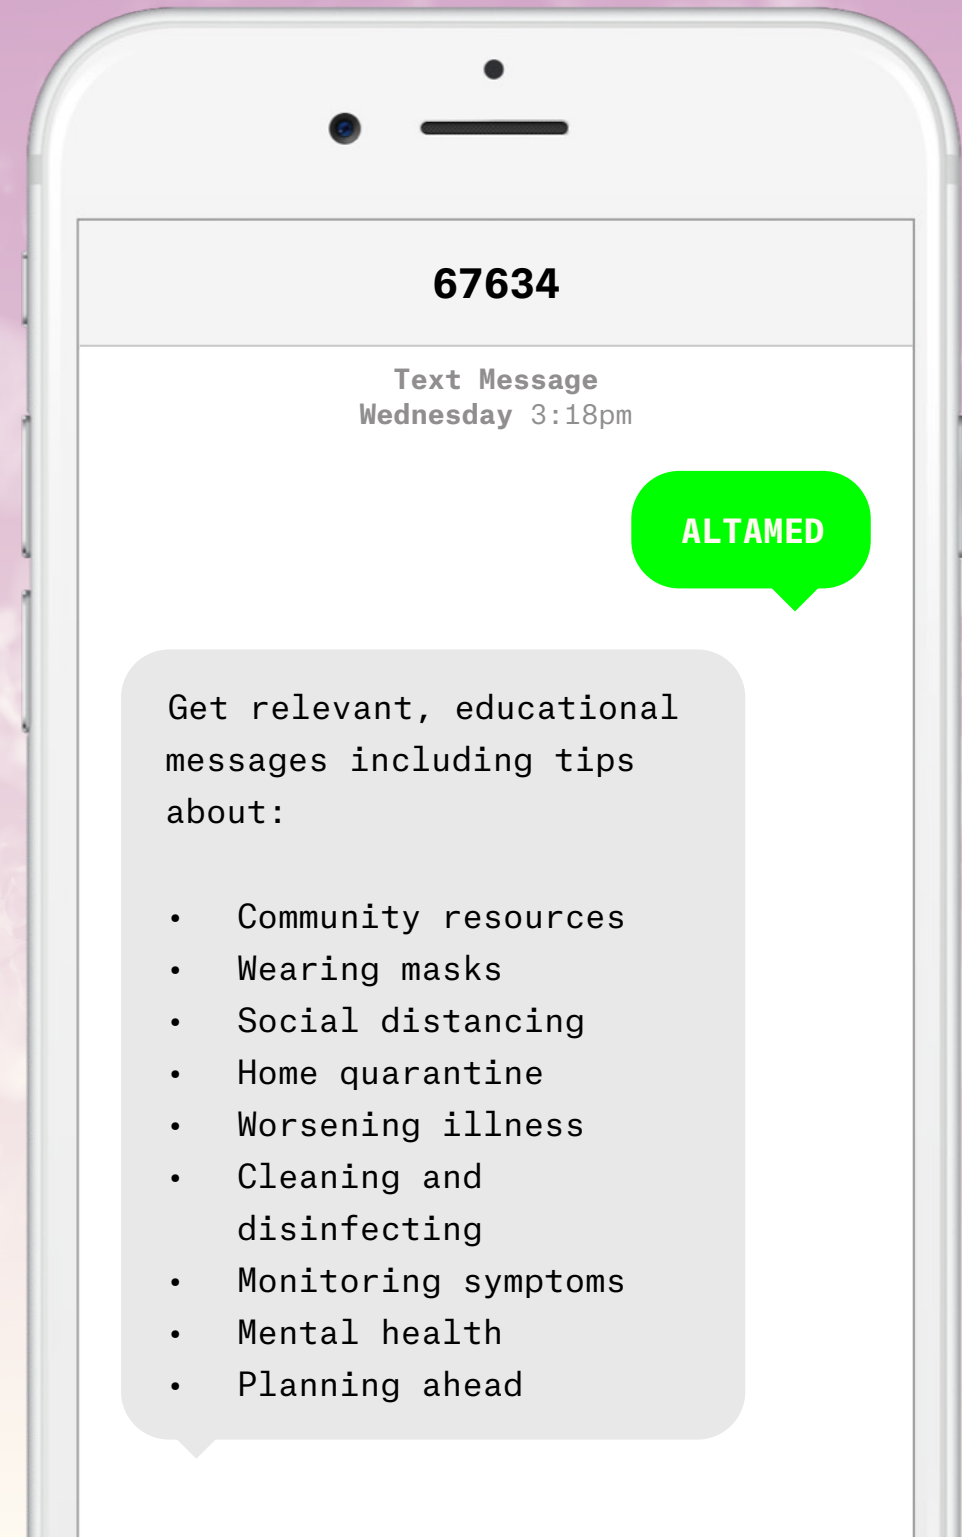 67634
Text Message
Wednesday 3:18pm
ALTAMED
Get relevant, educational
messages including tips
about:
• Community resources
• Wearing masks
• Social distancing
• Home quarantine
• Worsening illness
• Cleaning and
disinfecting
• Monitoring symptoms
• Mental health
• Planning ahead